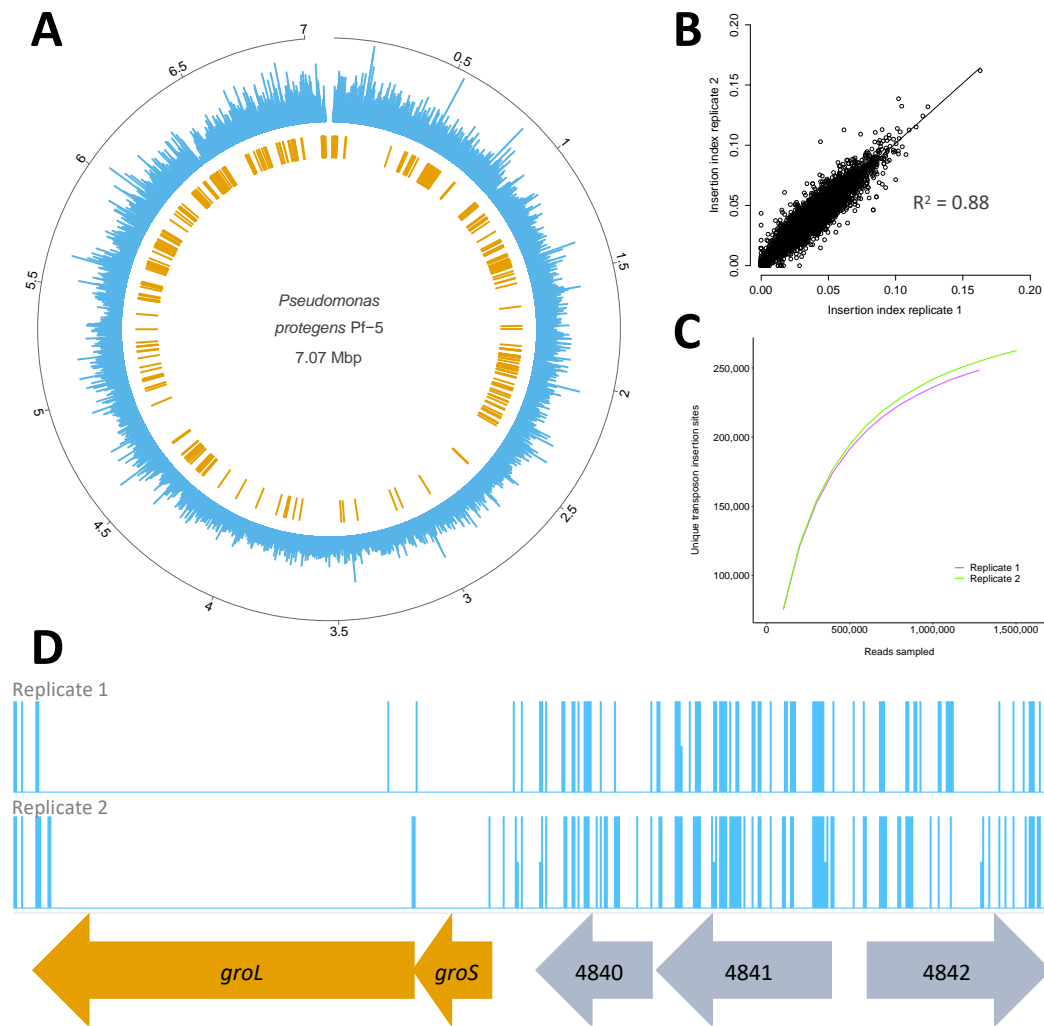 A
7
0.5
1
1.5
2
2.5
3
3.5
4
4.5
5
5.5
6
6.5
Pseudomonas
protegens Pf−5
7.07 Mbp
B
0.20
0.15
0.10
0.05
0.00
Insertion index replicate 2
R² = 0.88
0.00 0.05 0.10 0.15 0.20
Insertion index replicate 1
C
250,000
200,000
150,000
100,000
Unique transposon insertion sites
Replicate 1
Replicate 2
0 500,000 1,000,000 1,500,000
Reads sampled
D
Replicate 1
Replicate 2
groL groS 4840 4841 4842